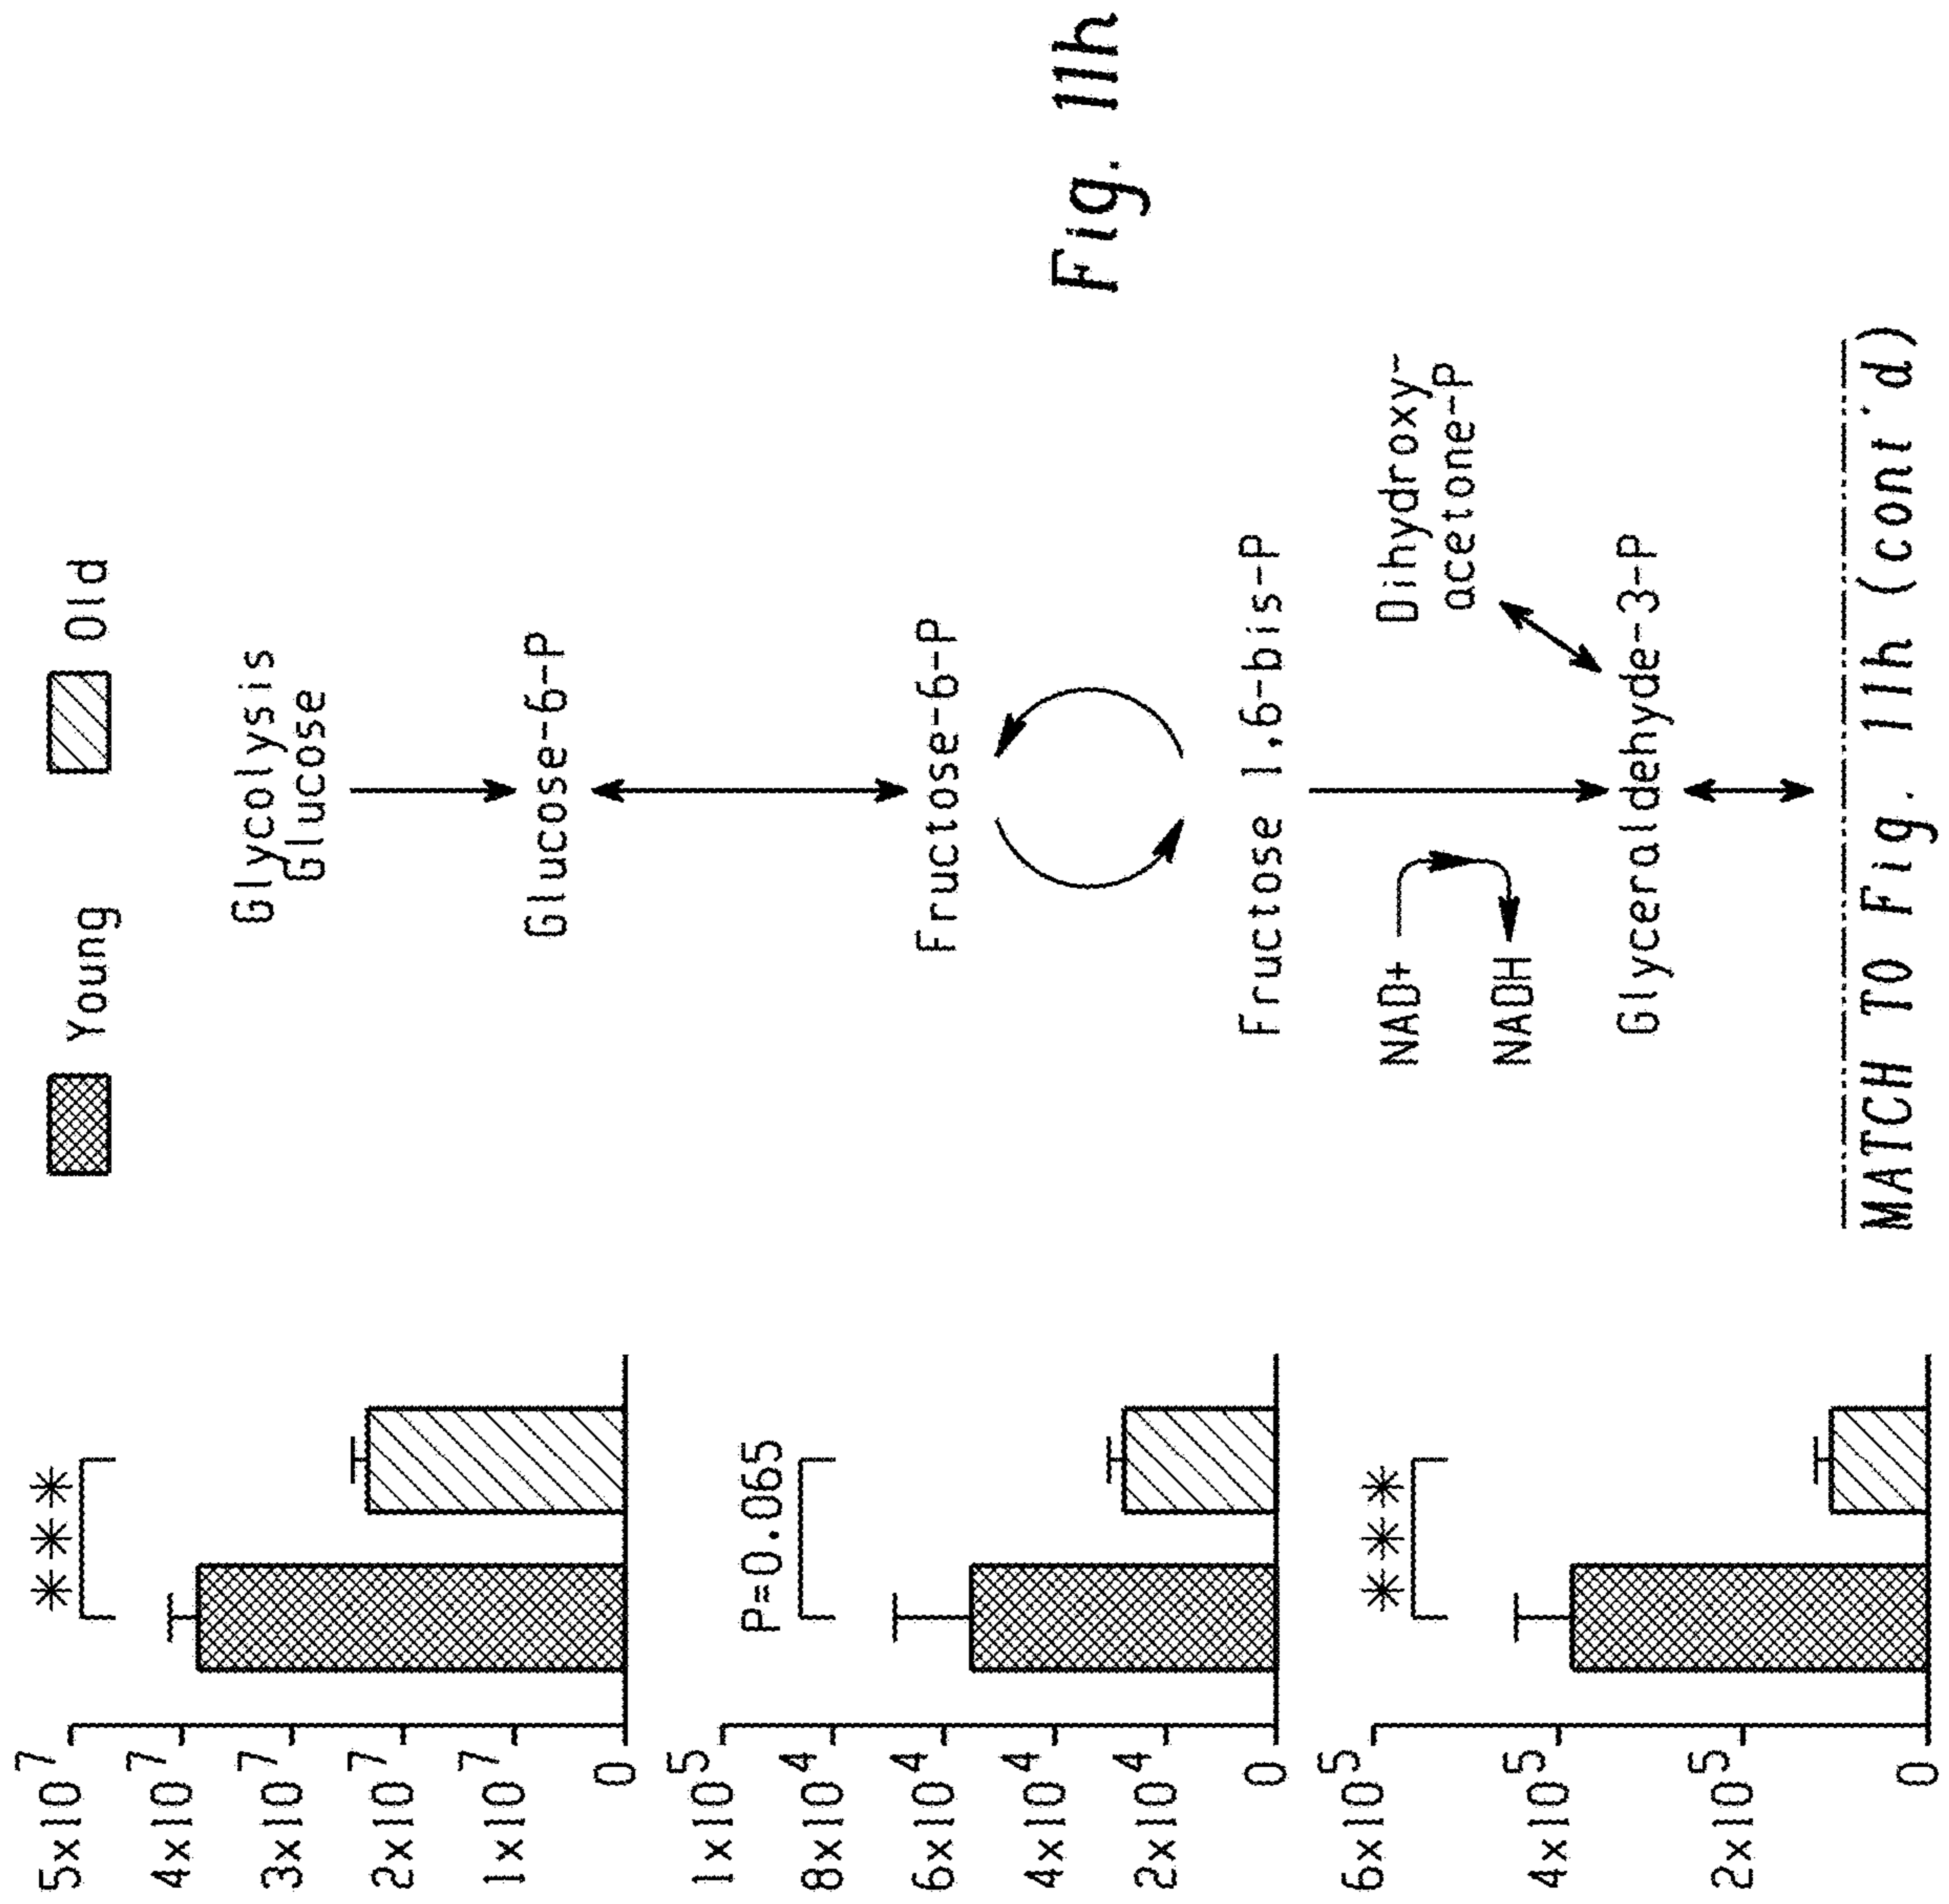 Young
Old
5x10^7
4x10^7
3x10^7
2x10^7
1x10^7
0
***
Glycolysis
Glucose
Glucose-6-P
1x10^5
8x10^4
6x10^4
4x10^4
2x10^4
0
P=0.065
Fructose-6-P
Fructose 1,6-bis-P
6x10^5
4x10^5
2x10^5
0
***
NAD+
NADH
Dihydroxy-
acetone-P
Glyceraldehyde-3-P
MATCH TO Fig. 11h (cont'd)
Fig. 11h